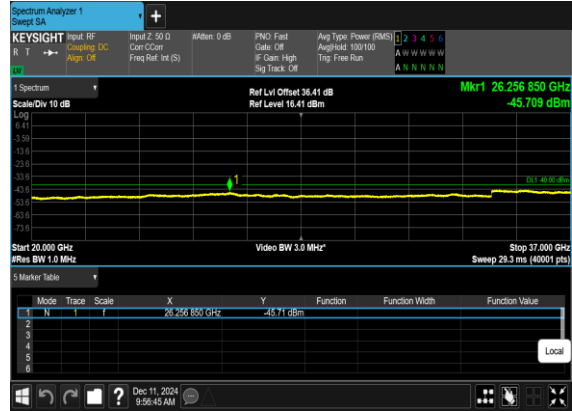 Spectrum Analyzer 1
Swept SA
+
KEYSIGHT Input: RF Input Z: 50 Ω #Atten: 0 dB PNO: Fast Avg Type: Power (RMS) 1 2 3 4 5 6
R T Coupling: DC Corr CCorr Gate: Off Avg|Hold: 100/100 A W W W W W
Align: Off Freq Ref: Int (S) IF Gain: High Trig: Free Run
LW Sig Track: Off A N N N N N
1 Spectrum Ref Lvl Offset 36.41 dB Mkr1 26.256 850 GHz
Scale/Div 10 dB Ref Level 16.41 dBm -45.709 dBm
Log
6.41
-3.59
-13.6
-23.6
-33.6
-43.6
-53.6
-63.6
-73.6
1
DL1 -40.00 dBm
Start 20.000 GHz Video BW 3.0 MHz* Stop 37.000 GHz
#Res BW 1.0 MHz Sweep 29.3 ms (40001 pts)
5 Marker Table
Mode Trace Scale X Y Function Function Width Function Value
1 N 1 f 26.256 850 GHz -45.71 dBm
2
3
4
5
6
Local
? Dec 11, 2024
9:56:45 AM